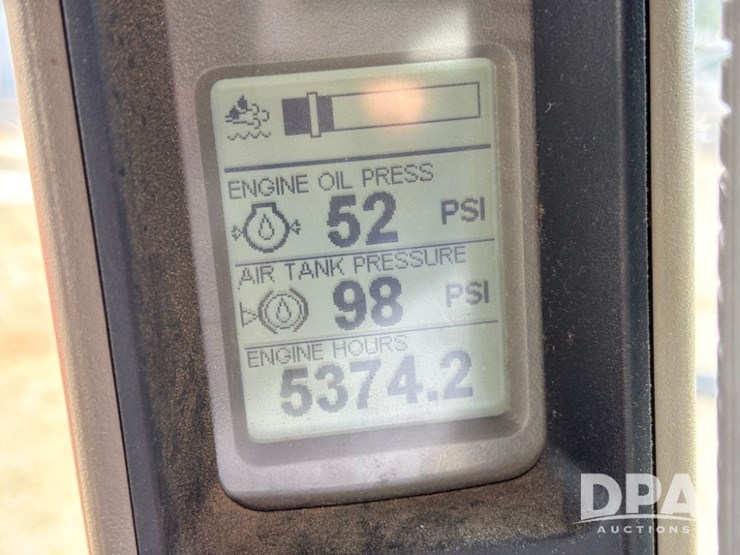 ENGINE OIL PRESS
52 PSI
AIR TANK PRESSURE
98 PSI
ENGINE HOURS
5374.2
DPA
AUCTIONS